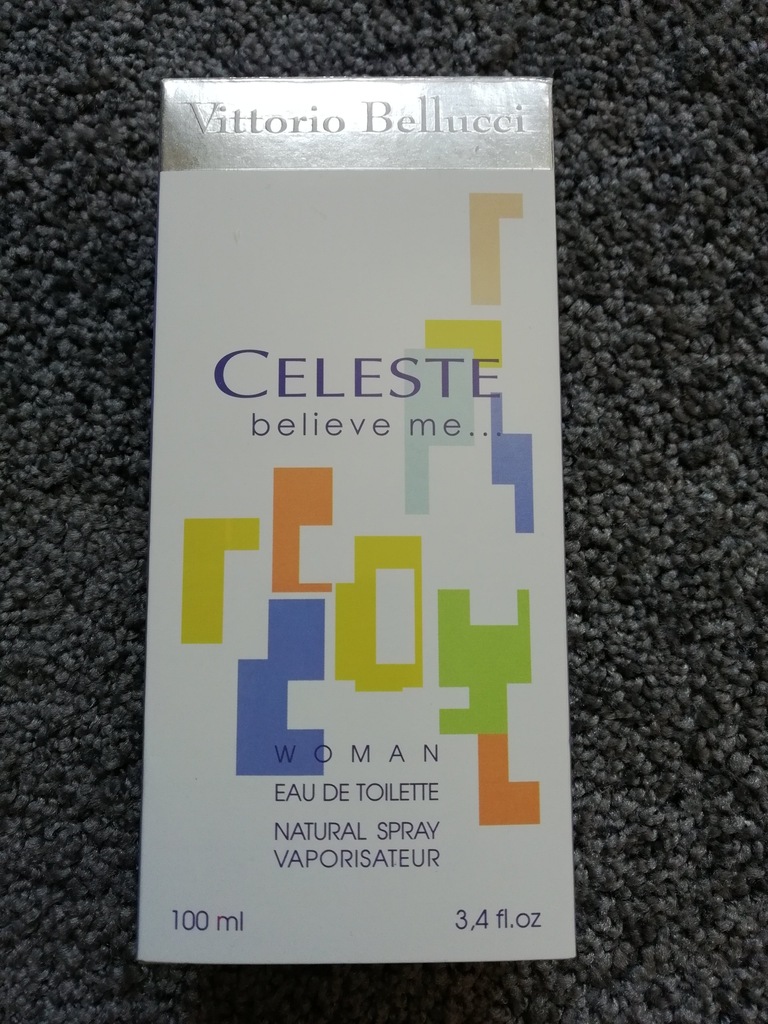 Vittorio Bellucci
CELESTE
believe me...
WOMAN
EAU DE TOILETTE
NATURAL SPRAY
VAPORISATEUR
100 ml
3,4 fl.oz